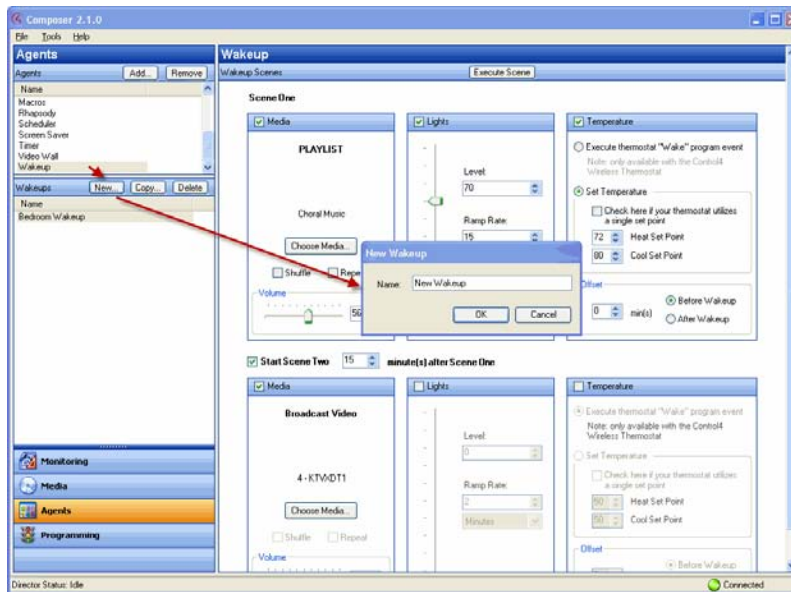 Composer 2.1.0
File Tools Help
Agents
Agents Add... Remove
Name
Macros
Rhapsody
Scheduler
Screen Saver
Timer
Video Wall
Wakeup
Wakeups New... Copy... Delete
Name
Bedroom Wakeup
Monitoring
Media
Agents
Programming
Wakeup
Wakeup Scenes Execute Scene
Scene One
Media
PLAYLIST
Choral Music
Choose Media...
Shuffle Repe
Volume
56
Lights
Level:
70
Ramp Rate:
15
Temperature
Execute thermostat "Wake" program event
Note: only available with the Control4
Wireless Thermostat
Set Temperature
Check here if your thermostat utilizes
a single set point
72 Heat Set Point
80 Cool Set Point
Offset
0 min(s)
Before Wakeup
After Wakeup
New Wakeup
Name: New Wakeup
OK Cancel
Start Scene Two 15 minute(s) after Scene One
Media
Broadcast Video
4 - KTVXDT1
Choose Media...
Shuffle Repeat
Volume
Lights
Level:
0
Ramp Rate:
2
Minutes
Temperature
Execute thermostat "Wake" program event
Note: only available with the Control4
Wireless Thermostat
Set Temperature
Check here if your thermostat utilizes
a single set point
Heat Set Point
Cool Set Point
Offset
Before Wakeup
Director Status: Idle
Connected